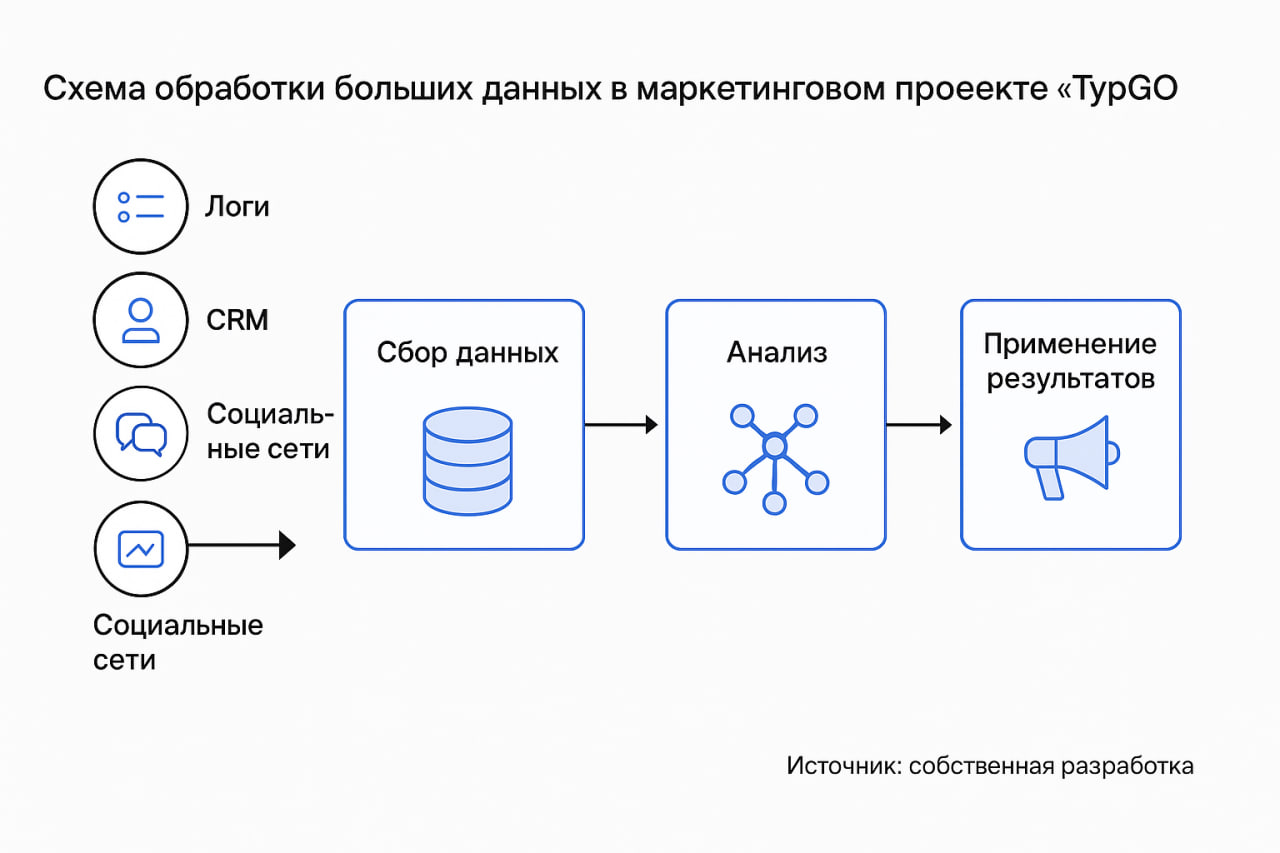 Схема обработки больших данных в маркетинговом проеекте «ТурGO
Логи
CRM
Социаль-
ные сети
Сбор данных
Анализ
Применение
результатов
Социальные
сети
Источник: собственная разработка